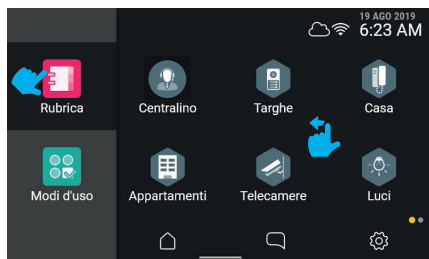 19 AGO 2019
6:23 AM
Rubrica
Centralino
Targhe
Casa
Modi d'uso
Appartamenti
Telecamere
Luci